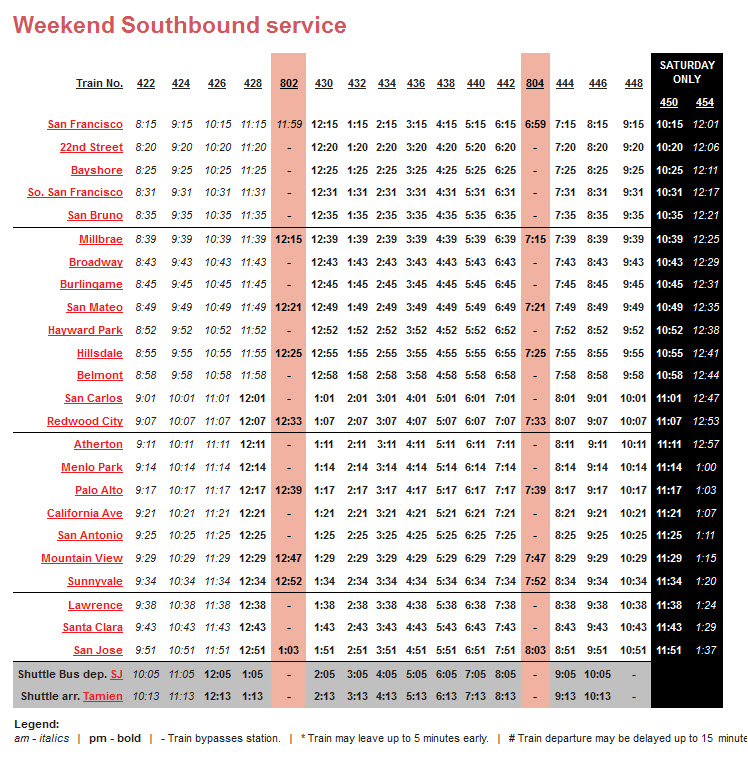 Weekend Southbound service
SATURDAY
ONLY
Train No. 422 424 426 428 802 430 432 434 436 438 440 442 804 444 446 448 450 454
San Francisco 8:15 9:15 10:15 11:15 11:59 12:15 1:15 2:15 3:15 4:15 5:15 6:15 6:59 7:15 8:15 9:15 10:15 12:01
22nd Street 8:20 9:20 10:20 11:20 - 12:20 1:20 2:20 3:20 4:20 5:20 6:20 - 7:20 8:20 9:20 10:20 12:06
Bayshore 8:25 9:25 10:25 11:25 - 12:25 1:25 2:25 3:25 4:25 5:25 6:25 - 7:25 8:25 9:25 10:25 12:11
So. San Francisco 8:31 9:31 10:31 11:31 - 12:31 1:31 2:31 3:31 4:31 5:31 6:31 - 7:31 8:31 9:31 10:31 12:17
San Bruno 8:35 9:35 10:35 11:35 - 12:35 1:35 2:35 3:35 4:35 5:35 6:35 - 7:35 8:35 9:35 10:35 12:21
Millbrae 8:39 9:39 10:39 11:39 12:15 12:39 1:39 2:39 3:39 4:39 5:39 6:39 7:15 7:39 8:39 9:39 10:39 12:25
Broadway 8:43 9:43 10:43 11:43 - 12:43 1:43 2:43 3:43 4:43 5:43 6:43 - 7:43 8:43 9:43 10:43 12:29
Burlingame 8:45 9:45 10:45 11:45 - 12:45 1:45 2:45 3:45 4:45 5:45 6:45 - 7:45 8:45 9:45 10:45 12:31
San Mateo 8:49 9:49 10:49 11:49 12:21 12:49 1:49 2:49 3:49 4:49 5:49 6:49 7:21 7:49 8:49 9:49 10:49 12:35
Hayward Park 8:52 9:52 10:52 11:52 - 12:52 1:52 2:52 3:52 4:52 5:52 6:52 - 7:52 8:52 9:52 10:52 12:38
Hillsdale 8:55 9:55 10:55 11:55 12:25 12:55 1:55 2:55 3:55 4:55 5:55 6:55 7:25 7:55 8:55 9:55 10:55 12:41
Belmont 8:58 9:58 10:58 11:58 - 12:58 1:58 2:58 3:58 4:58 5:58 6:58 - 7:58 8:58 9:58 10:58 12:44
San Carlos 9:01 10:01 11:01 12:01 - 1:01 2:01 3:01 4:01 5:01 6:01 7:01 - 8:01 9:01 10:01 11:01 12:47
Redwood City 9:07 10:07 11:07 12:07 12:33 1:07 2:07 3:07 4:07 5:07 6:07 7:07 7:33 8:07 9:07 10:07 11:07 12:53
Atherton 9:11 10:11 11:11 12:11 - 1:11 2:11 3:11 4:11 5:11 6:11 7:11 - 8:11 9:11 10:11 11:11 12:57
Menlo Park 9:14 10:14 11:14 12:14 - 1:14 2:14 3:14 4:14 5:14 6:14 7:14 - 8:14 9:14 10:14 11:14 1:00
Palo Alto 9:17 10:17 11:17 12:17 12:39 1:17 2:17 3:17 4:17 5:17 6:17 7:17 7:39 8:17 9:17 10:17 11:17 1:03
California Ave 9:21 10:21 11:21 12:21 - 1:21 2:21 3:21 4:21 5:21 6:21 7:21 - 8:21 9:21 10:21 11:21 1:07
San Antonio 9:25 10:25 11:25 12:25 - 1:25 2:25 3:25 4:25 5:25 6:25 7:25 - 8:25 9:25 10:25 11:25 1:11
Mountain View 9:29 10:29 11:29 12:29 12:47 1:29 2:29 3:29 4:29 5:29 6:29 7:29 7:47 8:29 9:29 10:29 11:29 1:15
Sunnyvale 9:34 10:34 11:34 12:34 12:52 1:34 2:34 3:34 4:34 5:34 6:34 7:34 7:52 8:34 9:34 10:34 11:34 1:20
Lawrence 9:38 10:38 11:38 12:38 - 1:38 2:38 3:38 4:38 5:38 6:38 7:38 - 8:38 9:38 10:38 11:38 1:24
Santa Clara 9:43 10:43 11:43 12:43 - 1:43 2:43 3:43 4:43 5:43 6:43 7:43 - 8:43 9:43 10:43 11:43 1:29
San Jose 9:51 10:51 11:51 12:51 1:03 1:51 2:51 3:51 4:51 5:51 6:51 7:51 8:03 8:51 9:51 10:51 11:51 1:37
Shuttle Bus dep. SJ 10:05 11:05 12:05 1:05 - 2:05 3:05 4:05 5:05 6:05 7:05 8:05 - 9:05 10:05 -
Shuttle arr. Tamien 10:13 11:13 12:13 1:13 - 2:13 3:13 4:13 5:13 6:13 7:13 8:13 - 9:13 10:13 -
Legend:
am - italics | pm - bold | - Train bypasses station. | * Train may leave up to 5 minutes early. | # Train departure may be delayed up to 15 minute